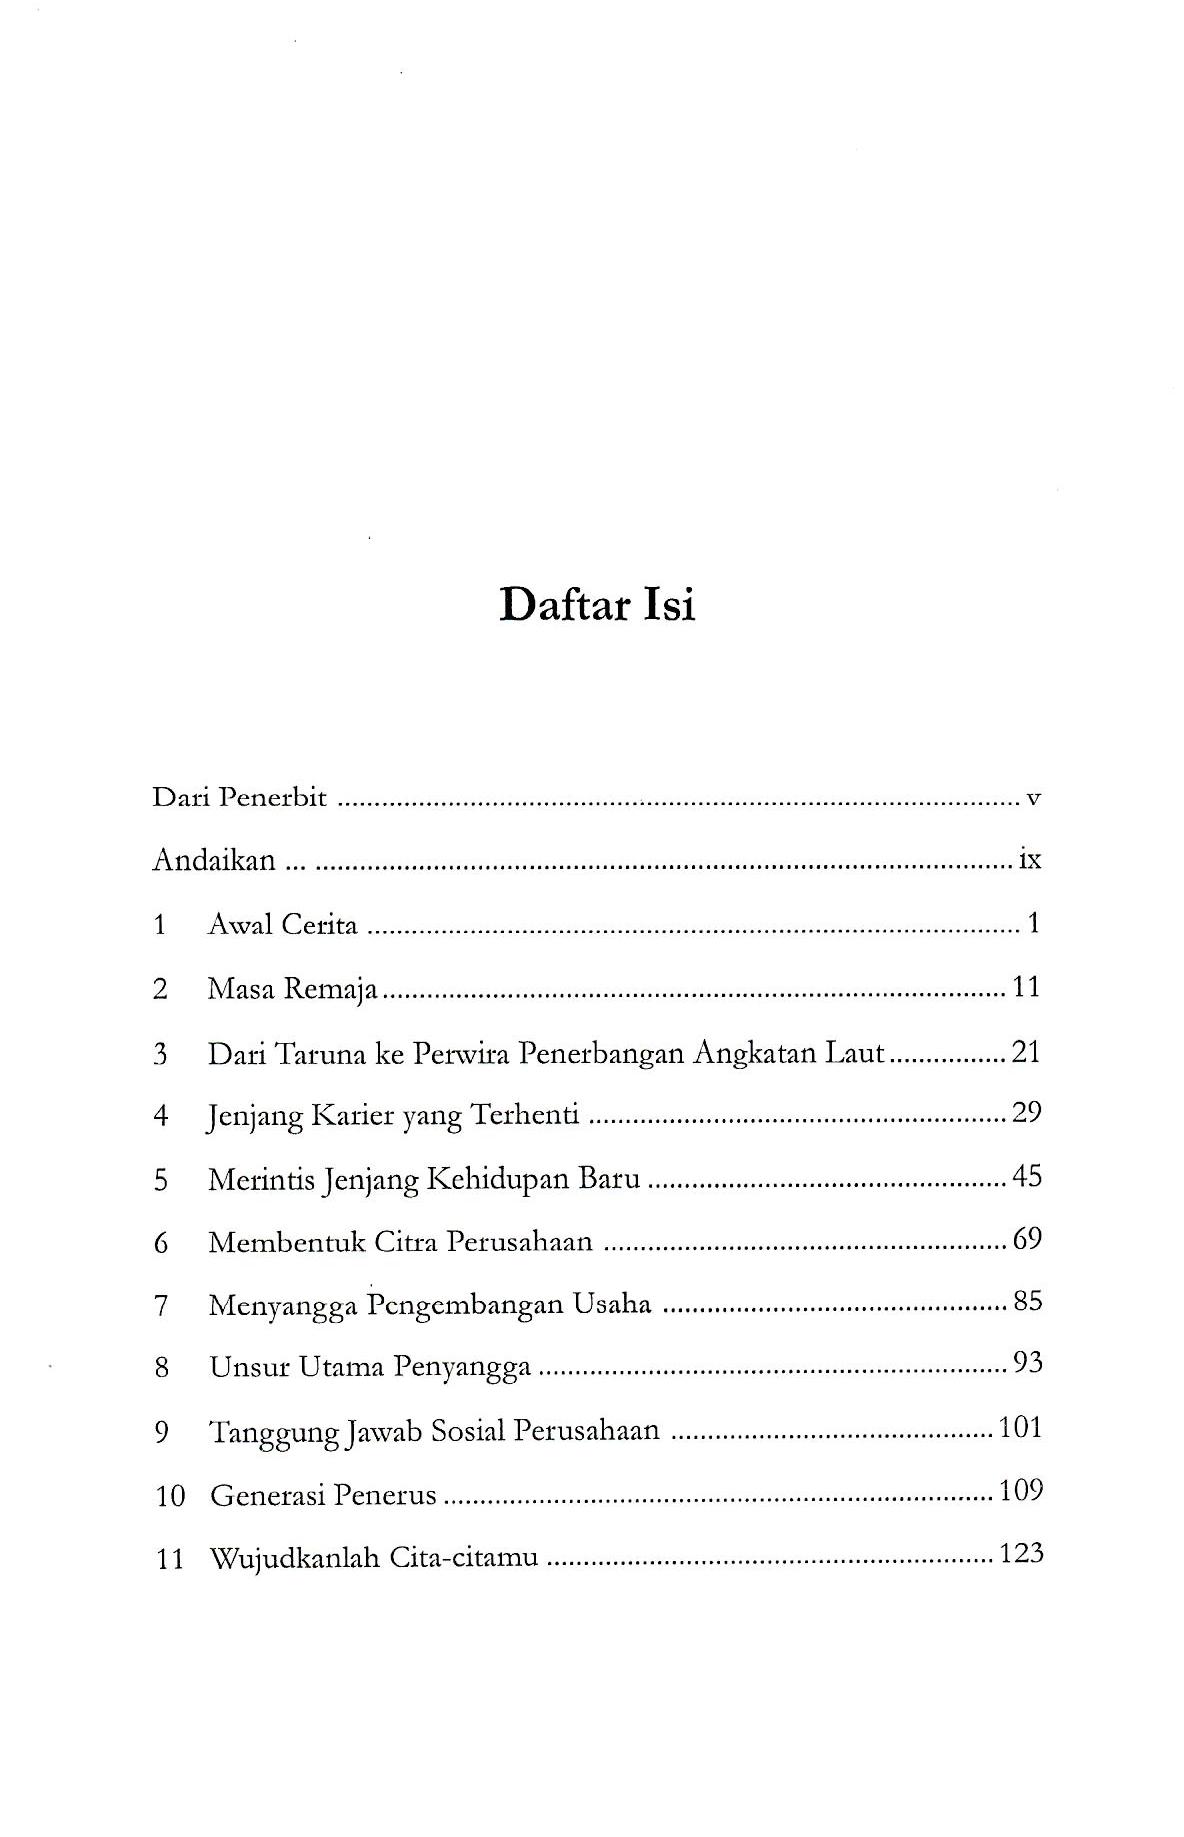 Daftar Isi
Dari Penerbit ........................................ v
Andaikan ... ........................................ ix
1 Awal Cerita ........................................ 1
2 Masa Remaja ........................................ 11
3 Dari Taruna ke Perwira Penerbangan Angkatan Laut ................ 21
4 Jenjang Karier yang Terhenti ........................................ 29
5 Merintis Jenjang Kehidupan Baru ........................................ 45
6 Membentuk Citra Perusahaan ........................................ 69
7 Menyangga Pengembangan Usaha ........................................ 85
8 Unsur Utama Penyangga ........................................ 93
9 Tanggung Jawab Sosial Perusahaan ........................................ 101
10 Generasi Penerus ........................................ 109
11 Wujudkanlah Cita-citamu ........................................ 123